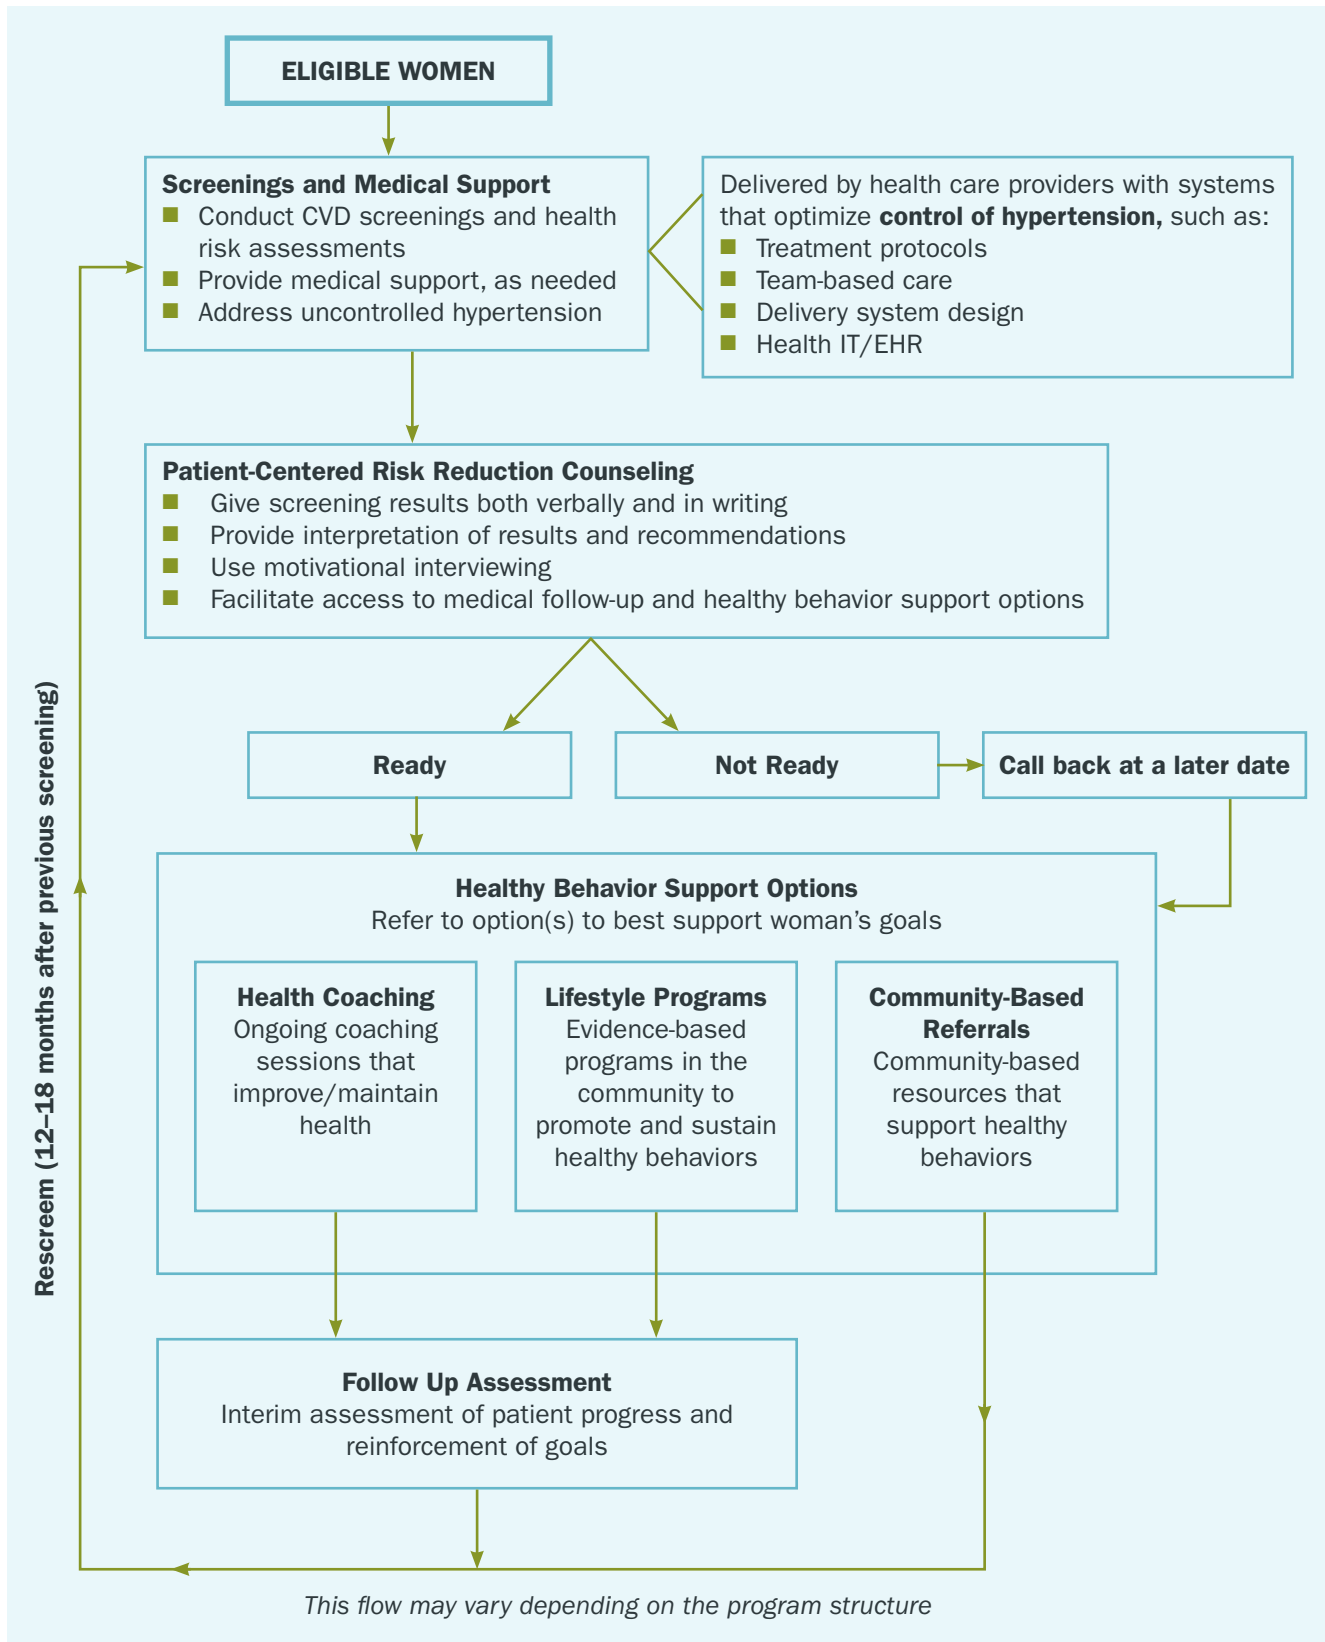 ELIGIBLE WOMEN
Screenings and Medical Support
■ Conduct CVD screenings and health
risk assessments
■ Provide medical support, as needed
■ Address uncontrolled hypertension
Delivered by health care providers with systems
that optimize control of hypertension, such as:
■ Treatment protocols
■ Team-based care
■ Delivery system design
■ Health IT/EHR
Patient-Centered Risk Reduction Counseling
■ Give screening results both verbally and in writing
■ Provide interpretation of results and recommendations
■ Use motivational interviewing
■ Facilitate access to medical follow-up and healthy behavior support options
Ready
Not Ready
Call back at a later date
Healthy Behavior Support Options
Refer to option(s) to best support woman’s goals
Health Coaching
Ongoing coaching
sessions that
improve/maintain
health
Lifestyle Programs
Evidence-based
programs in the
community to
promote and sustain
healthy behaviors
Community-Based
Referrals
Community-based
resources that
support healthy
behaviors
Follow Up Assessment
Interim assessment of patient progress and
reinforcement of goals
Rescreem (12–18 months after previous screening)
This flow may vary depending on the program structure